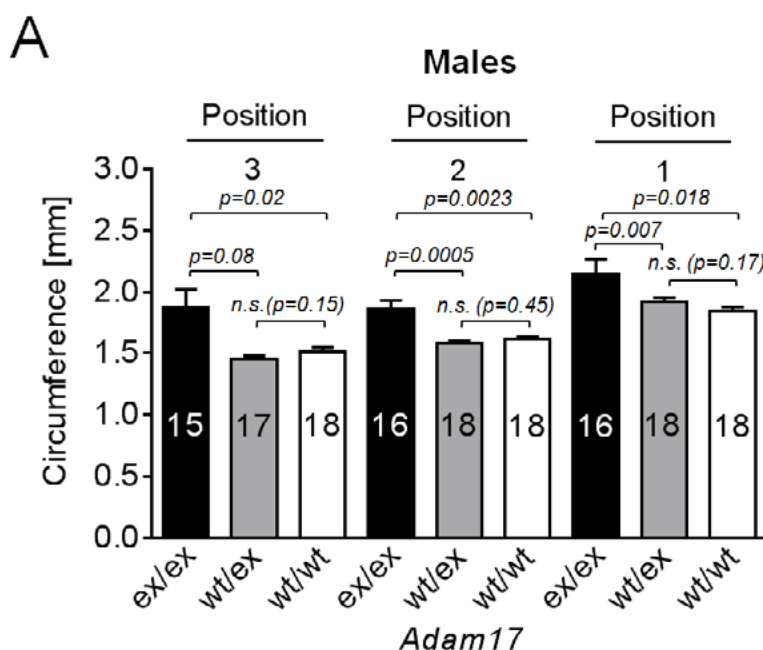 A
Males
Position Position Position
3 2 1
3.0
p=0.02 p=0.0023 p=0.018
2.5
p=0.08 p=0.0005 p=0.007
n.s.(p=0.15) n.s. (p=0.45) n.s. (p=0.17)
2.0
1.5
1.0
15 17 18 16 18 18 16 18 18
0.5
0.0
Circumference [mm]
ex/ex wt/ex wt/wt ex/ex wt/ex wt/wt ex/ex wt/ex wt/wt
Adam17